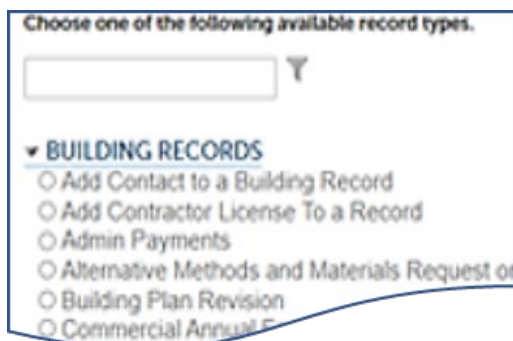 Choose one of the following available record types.
BUILDING RECORDS
Add Contact to a Building Record
Add Contractor License To a Record
Admin Payments
Alternative Methods and Materials Request or
Building Plan Revision
Commercial Annual